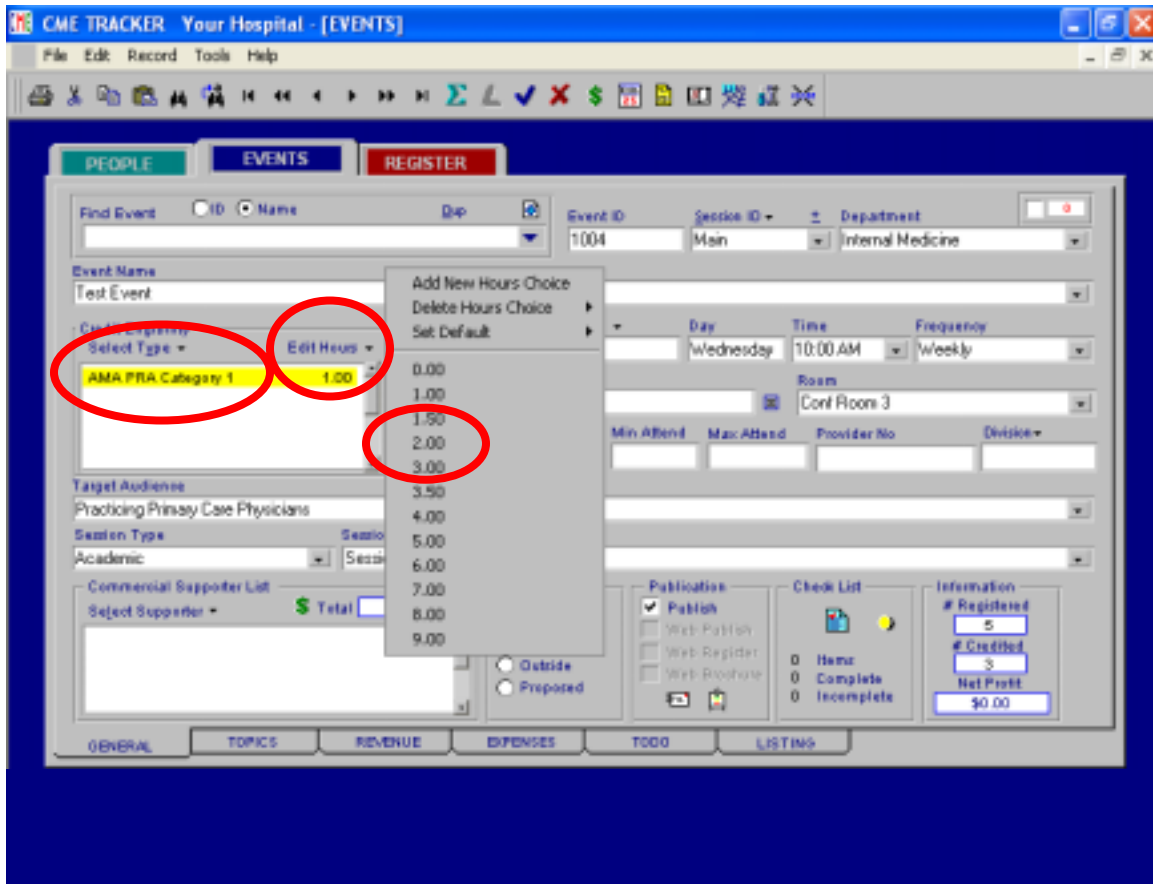 CME TRACKER Your Hospital - [EVENTS]
File Edit Record Tools Help
PEOPLE EVENTS REGISTER
Find Event ID Name Dup Event ID Session ID ± Department 0
1004 Main Internal Medicine
Event Name
Test Event
Add New Hours Choice
Delete Hours Choice
Set Default
0.00
1.00
1.50
2.00
3.00
3.50
4.00
5.00
6.00
7.00
8.00
9.00
Select Type Edit Hours Day Time Frequency
AMA PRA Category 1 1.00 Wednesday 10:00 AM Weekly
Room
Conf Room 3
Min Attend Max Attend Provider No Division
Target Audience
Practicing Primary Care Physicians
Session Type
Academic
Commercial Supporter List Publication Check List Information
Select Supporter $ Total Publish # Registered
Web Publish 5
Web Register # Credited
Outside Web Brochure 0 Items 3
Proposed 0 Complete Net Profit
0 Incomplete $0.00
GENERAL TOPICS REVENUE EXPENSES TODO LISTING